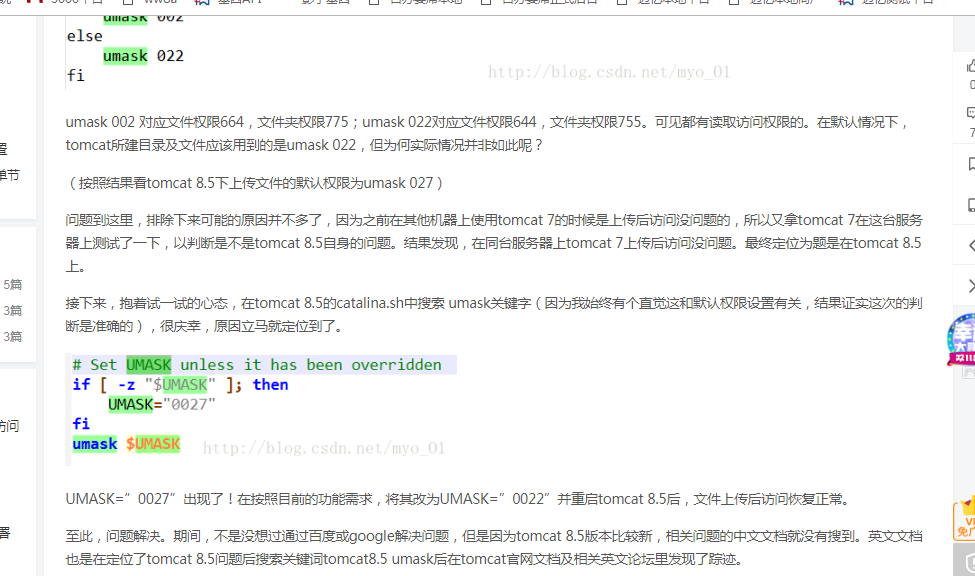 5000个平台
wwba
基因API
umask 002
else
umask 022
fi
http://blog.csdn.net/myo_01
umask 002 对应文件权限664，文件夹权限775；umask 022对应文件权限644，文件夹权限755。可见都有读取访问权限的。在默认情况下，
tomcat所建目录及文件应该用到的是umask 022，但为何实际情况并非如此呢？
（按照结果看tomcat 8.5下上传文件的默认权限为umask 027）
问题到这里，排除下来可能的原因并不多了，因为之前在其他机器上使用tomcat 7的时候是上传后访问没问题的，所以又拿tomcat 7在这台服务
器上测试了一下，以判断是不是tomcat 8.5自身的问题。结果发现，在同台服务器上tomcat 7上传后访问没问题。最终定位为题是在tomcat 8.5
上。
接下来，抱着试一试的心态，在tomcat 8.5的catalina.sh中搜索 umask关键字（因为我始终有个直觉这和默认权限设置有关，结果证实这次的判
断是准确的），很庆幸，原因立马就定位到了。
# Set UMASK unless it has been overridden
if [ -z "$UMASK" ]; then
UMASK="0027"
fi
umask $UMASK
http://blog.csdn.net/myo_01
UMASK=”0027”出现了！在按照目前的功能需求，将其改为UMASK=”0022”并重启tomcat 8.5后，文件上传后访问恢复正常。
至此，问题解决。期间，不是没想过通过百度或google解决问题，但是因为tomcat 8.5版本比较新，相关问题的中文文档就没有搜到。英文文档
也是在定位了tomcat 8.5问题后搜索关键词tomcat8.5 umask后在tomcat官网文档及相关英文论坛里发现了踪迹。
置
单节
5篇
3篇
3篇
访问
署
0
7